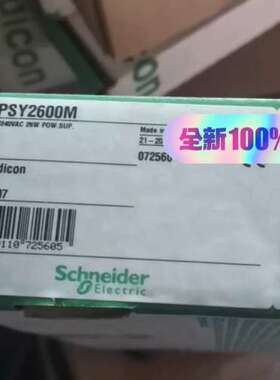 dicon
PSY2600M
240VAC 26W POW.SUP.
Made in
21-20
全新100%
07256
dicon
07
110 725605
Schneider
Electric